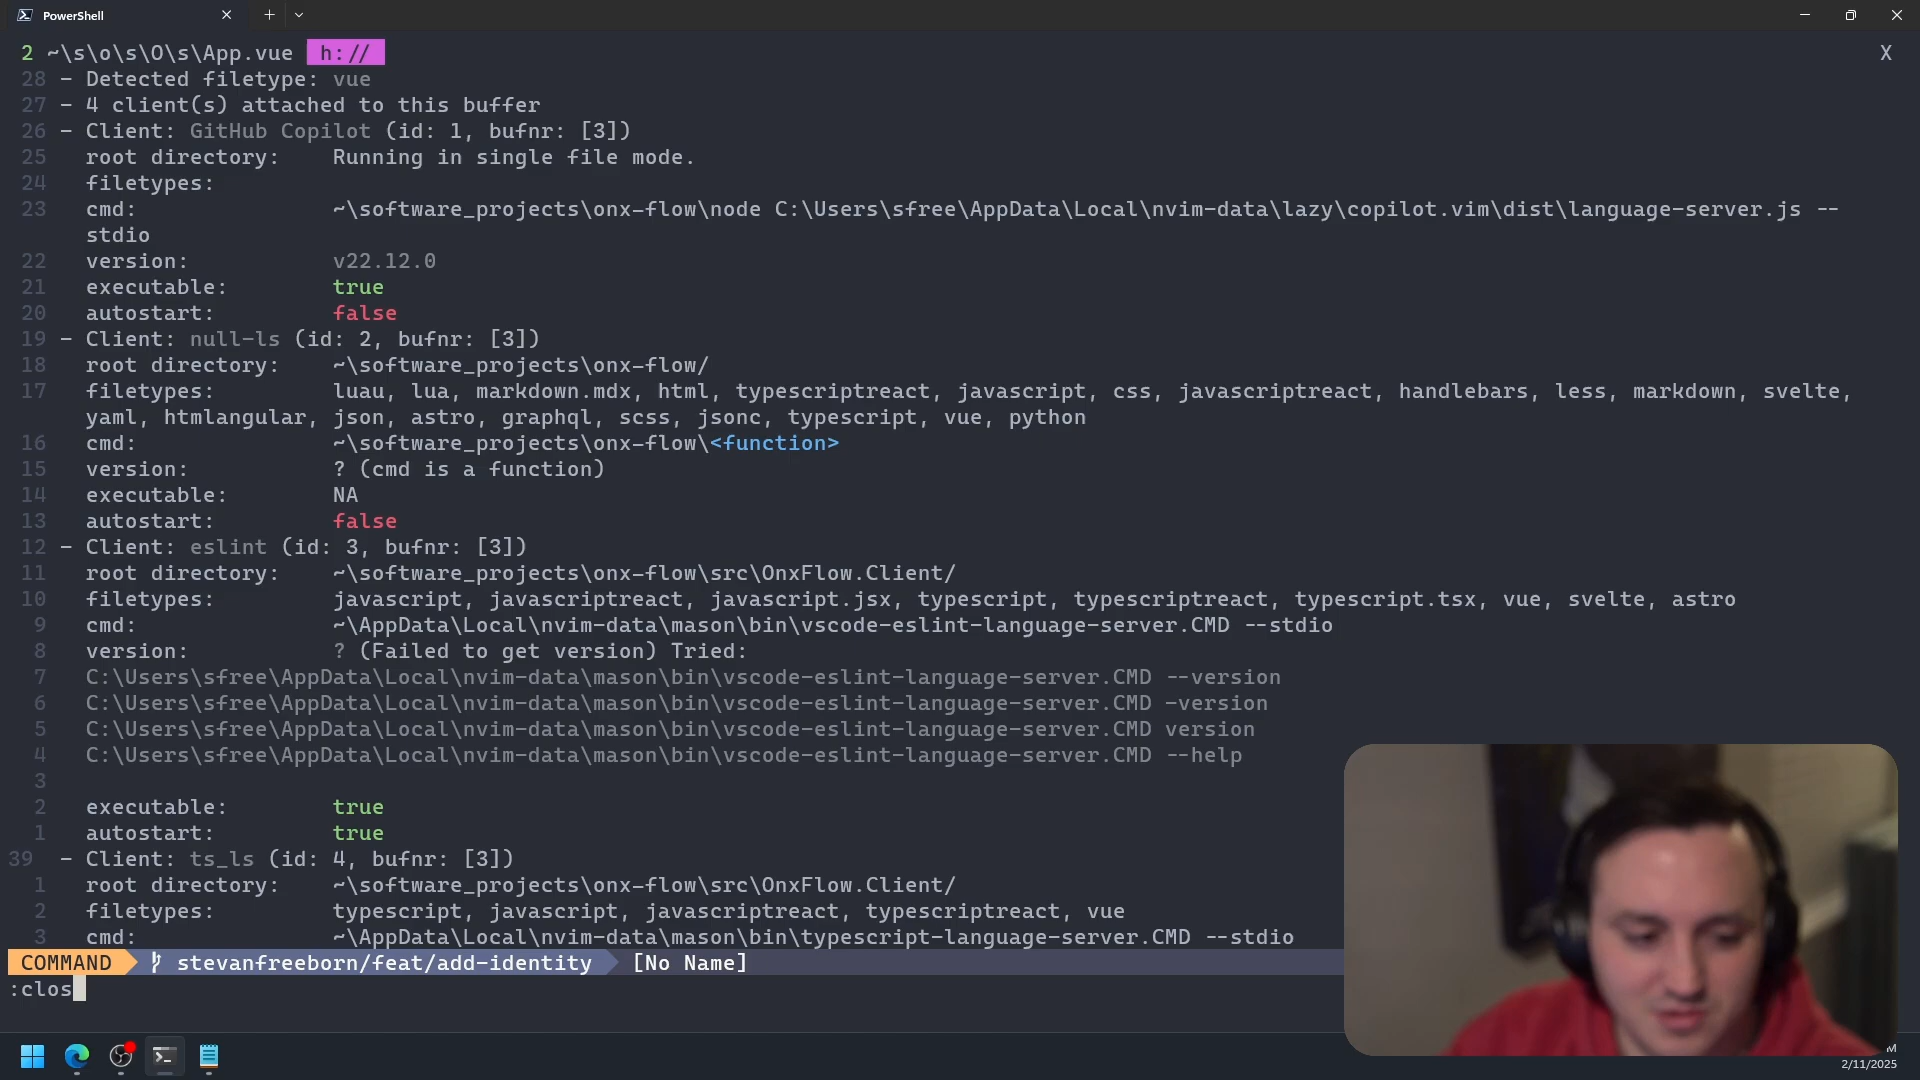 PowerShell
2 ~\s\o\s\O\s\App.vue h:// X
28 - Detected filetype: vue
27 - 4 client(s) attached to this buffer
26 - Client: GitHub Copilot (id: 1, bufnr: [3])
25 root directory: Running in single file mode.
24 filetypes:
23 cmd: ~\software_projects\onx-flow\node C:\Users\sfree\AppData\Local\nvim-data\lazy\copilot.vim\dist\language-server.js --
stdio
22 version: v22.12.0
21 executable: true
20 autostart: false
19 - Client: null-ls (id: 2, bufnr: [3])
18 root directory: ~\software_projects\onx-flow/
17 filetypes: luau, lua, markdown.mdx, html, typescriptreact, javascript, css, javascriptreact, handlebars, less, markdown, svelte,
yaml, htmlangular, json, astro, graphql, scss, jsonc, typescript, vue, python
16 cmd: ~\software_projects\onx-flow\<function>
15 version: ? (cmd is a function)
14 executable: NA
13 autostart: false
12 - Client: eslint (id: 3, bufnr: [3])
11 root directory: ~\software_projects\onx-flow\src\OnxFlow.Client/
10 filetypes: javascript, javascriptreact, javascript.jsx, typescript, typescriptreact, typescript.tsx, vue, svelte, astro
9 cmd: ~\AppData\Local\nvim-data\mason\bin\vscode-eslint-language-server.CMD --stdio
8 version: ? (Failed to get version) Tried:
7 C:\Users\sfree\AppData\Local\nvim-data\mason\bin\vscode-eslint-language-server.CMD --version
6 C:\Users\sfree\AppData\Local\nvim-data\mason\bin\vscode-eslint-language-server.CMD -version
5 C:\Users\sfree\AppData\Local\nvim-data\mason\bin\vscode-eslint-language-server.CMD version
4 C:\Users\sfree\AppData\Local\nvim-data\mason\bin\vscode-eslint-language-server.CMD --help
3
2 executable: true
1 autostart: true
39 - Client: ts_ls (id: 4, bufnr: [3])
1 root directory: ~\software_projects\onx-flow\src\OnxFlow.Client/
2 filetypes: typescript, javascript, javascriptreact, typescriptreact, vue
3 cmd: ~\AppData\Local\nvim-data\mason\bin\typescript-language-server.CMD --stdio
COMMAND stevanfreeborn/feat/add-identity [No Name]
:clos
M
2/11/2025